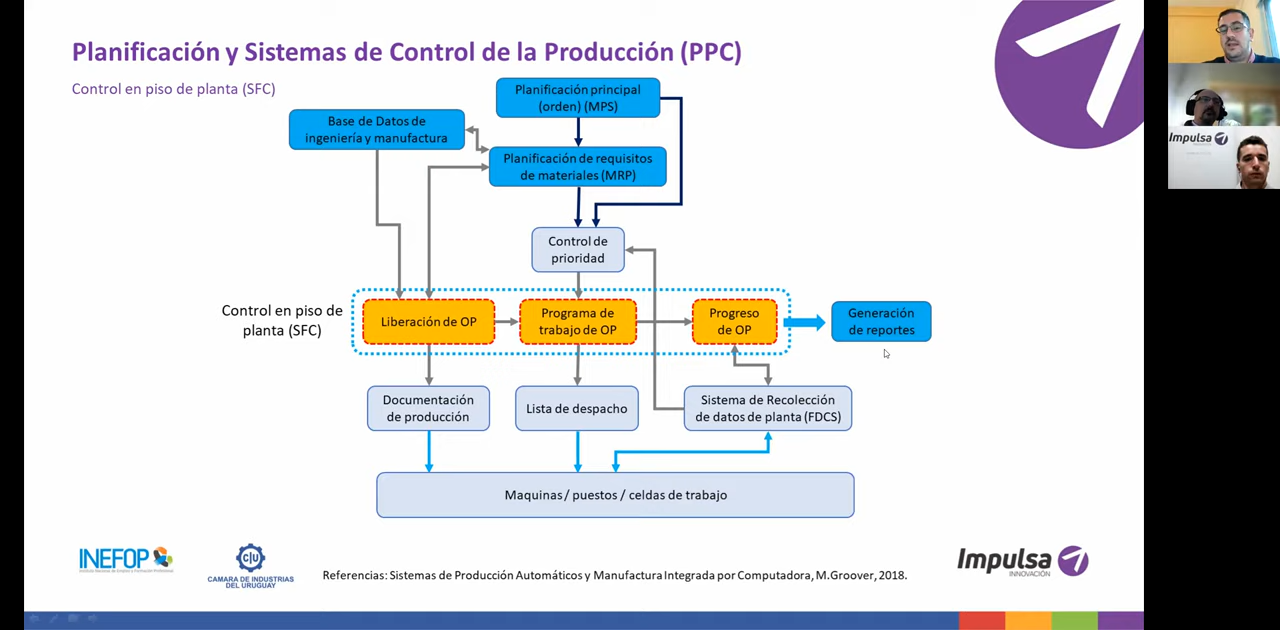 Planificación y Sistemas de Control de la Producción (PPC)
Control en piso de planta (SFC)
Planificación principal
(orden) (MPS)
Base de Datos de
ingeniería y manufactura
Planificación de requisitos
de materiales (MRP)
Control de
prioridad
Control en piso de
planta (SFC)
Liberación de OP
Programa de
trabajo de OP
Progreso
de OP
Generación
de reportes
Documentación
de producción
Lista de despacho
Sistema de Recolección
de datos de planta (FDCS)
Maquinas / puestos / celdas de trabajo
INEFOP
CIU
CAMARA DE INDUSTRIAS
DEL URUGUAY
Referencias: Sistemas de Producción Automáticos y Manufactura Integrada por Computadora, M.Groover, 2018.
Impulsa
INNOVACIÓN
Impulsa